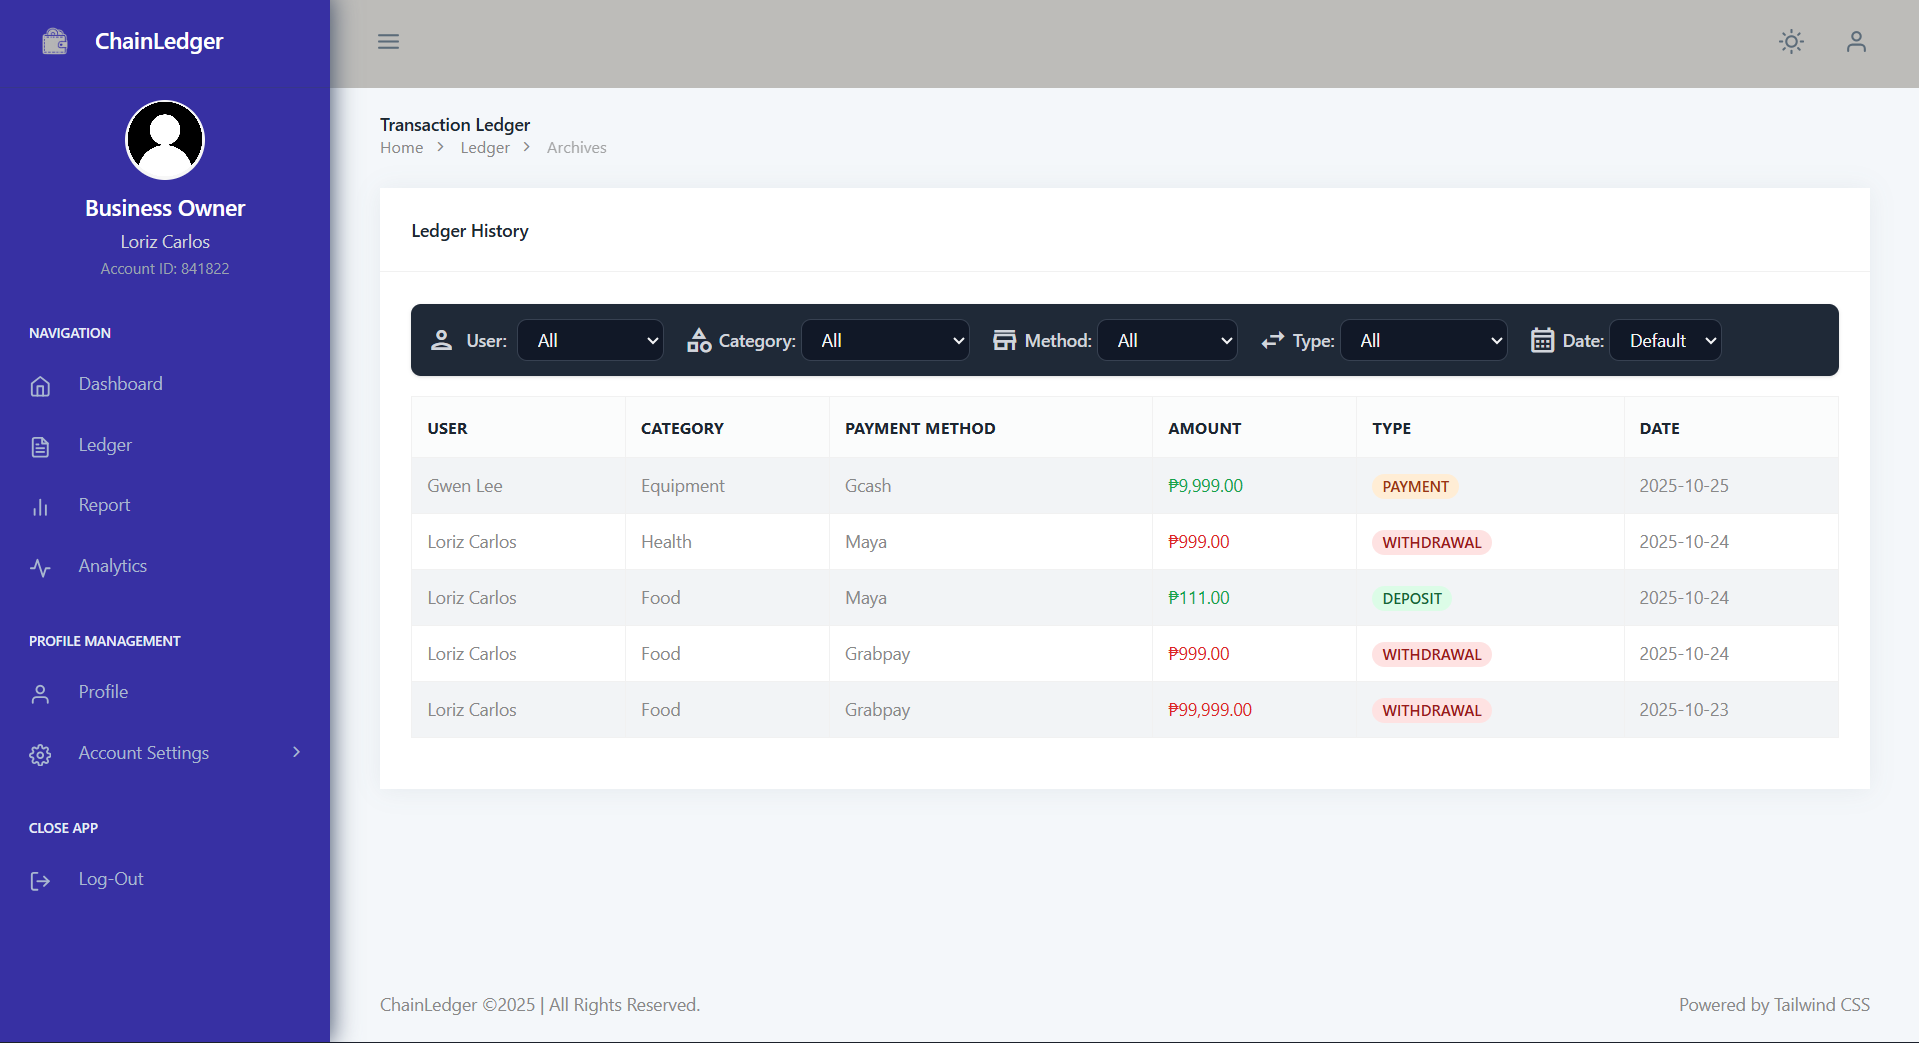 ChainLedger
Business Owner
Loriz Carlos
Account ID: 841822
NAVIGATION
Dashboard
Ledger
Report
Analytics
PROFILE MANAGEMENT
Profile
Account Settings
CLOSE APP
Log-Out
Transaction Ledger
Home > Ledger > Archives
Ledger History
User: All Category: All Method: All Type: All Date: Default
USER CATEGORY PAYMENT METHOD AMOUNT TYPE DATE
Gwen Lee Equipment Gcash ₱9,999.00 PAYMENT 2025-10-25
Loriz Carlos Health Maya ₱999.00 WITHDRAWAL 2025-10-24
Loriz Carlos Food Maya ₱111.00 DEPOSIT 2025-10-24
Loriz Carlos Food Grabpay ₱999.00 WITHDRAWAL 2025-10-24
Loriz Carlos Food Grabpay ₱99,999.00 WITHDRAWAL 2025-10-23
ChainLedger ©2025 | All Rights Reserved. Powered by Tailwind CSS